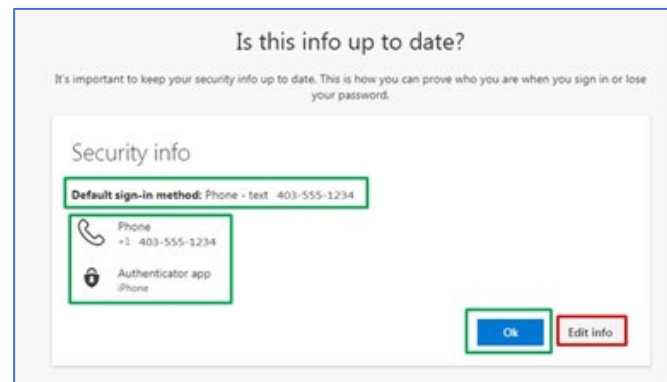 Is this info up to date?
It's important to keep your security info up to date. This is how you can prove who you are when you sign in or lose
your password.
Security info
Default sign-in method: Phone - text 403-555-1234
Phone
+1 403-555-1234
Authenticator app
iPhone
Ok Edit info